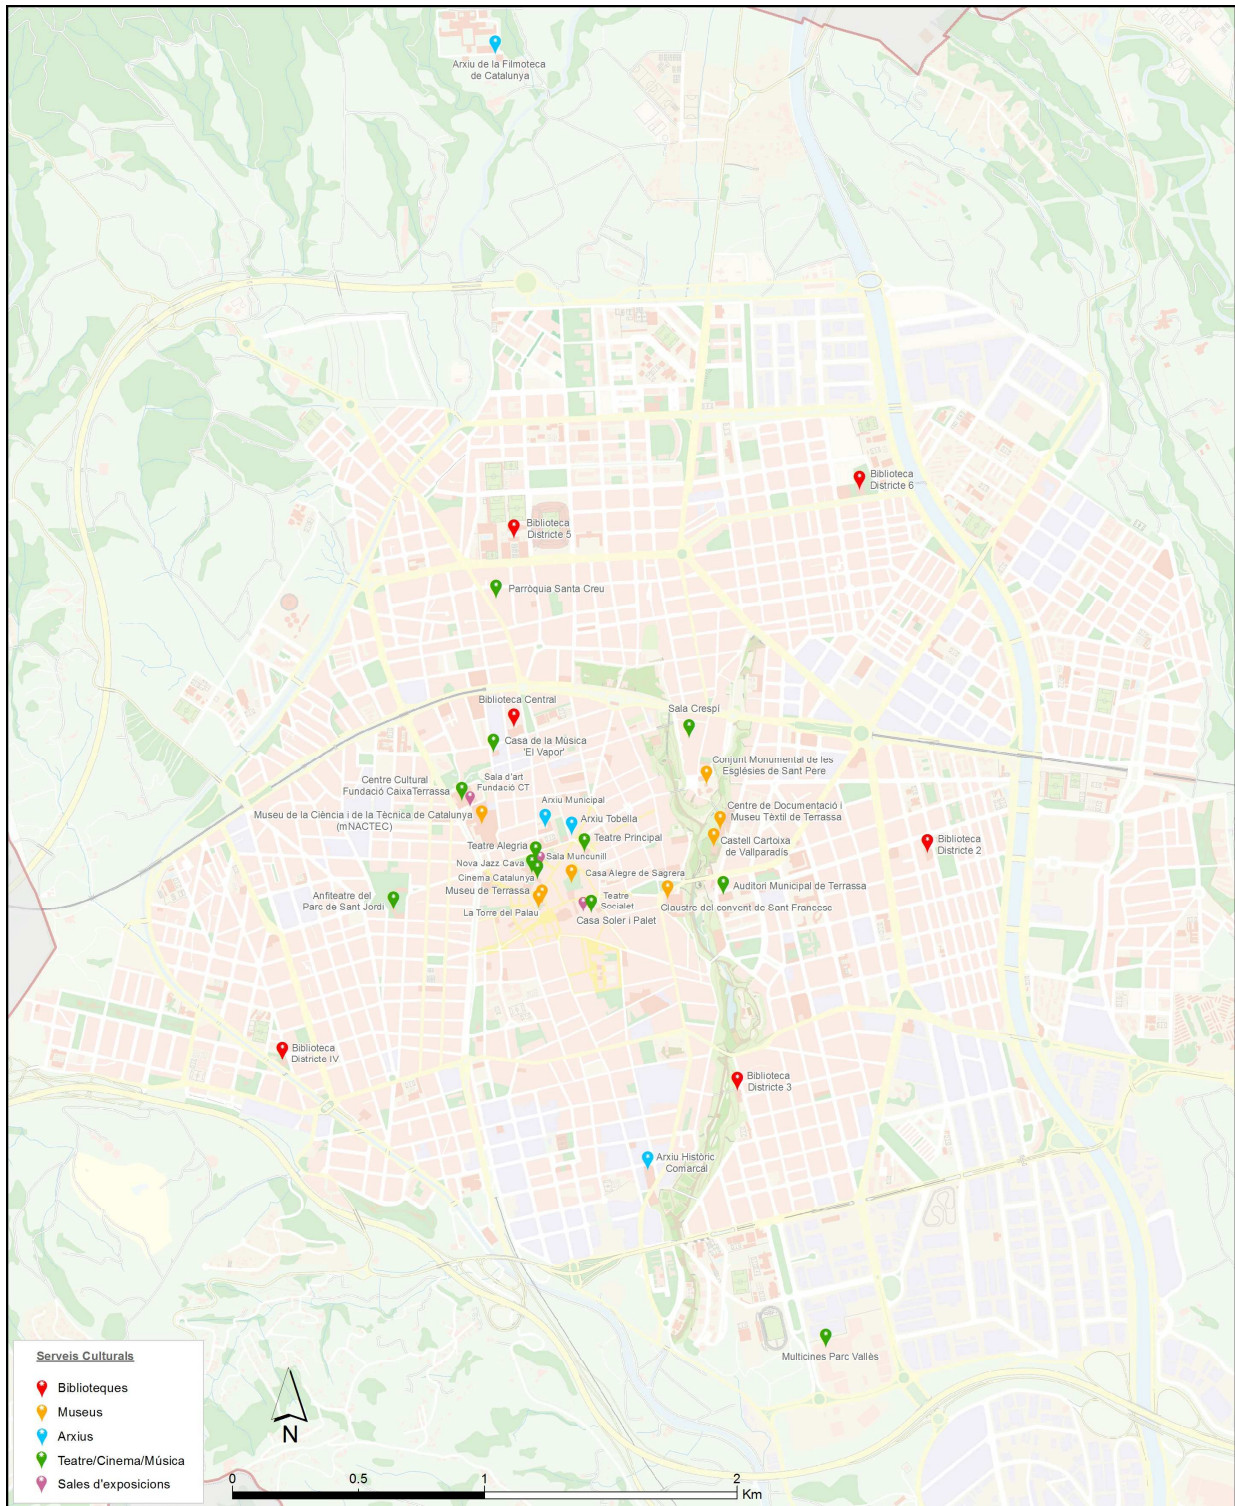 Arxiu de la Filmoteca
de Catalunya
Biblioteca
Districte 6
Biblioteca
Districte 5
Parròquia Santa Creu
Biblioteca Central
Sala Crespí
Casa de la Música
'El Vapor'
Conjunt Monumental de les
Esglésies de Sant Pere
Centre Cultural
Fundació CaixaTerrassa
Sala d'art
Fundació CT
Museu de la Ciència i de la Tècnica de Catalunya
(mNACTEC)
Arxiu Municipal
Arxiu Tobella
Centre de Documentació i
Museu Tèxtil de Terrassa
Teatre Principal
Castell Cartoixa
de Vallparadís
Biblioteca
Districte 2
Teatre Alegria
Sala Muncunill
Nova Jazz Cava
Cinema Catalunya
Casa Alegre de Sagrera
Museu de Terrassa
Auditori Municipal de Terrassa
Anfiteatre del
Parc de Sant Jordi
Teatre
Socialet
Claustre del convent de Sant Francesc
La Torre del Palau
Casa Soler i Palet
Biblioteca
Districte IV
Biblioteca
Districte 3
Arxiu Històric
Comarcal
Multicines Parc Vallès
Serveis Culturals
Biblioteques
Museus
Arxius
Teatre/Cinema/Música
Sales d'exposicions
N
0 0.5 1 2
Km